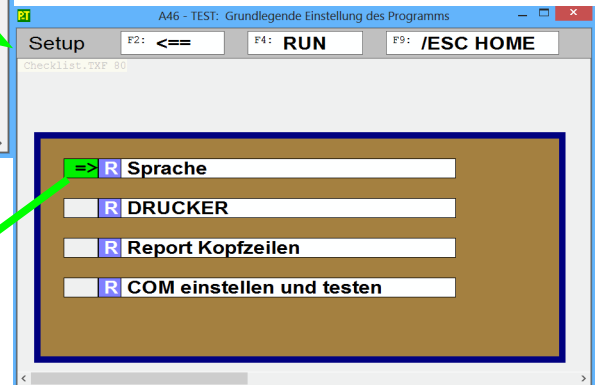 A46 - TEST: Grundlegende Einstellung des Programms
Setup F2: <== F4: RUN F9: /ESC HOME
Checklist.TXF 80
=> R Sprache
R DRUCKER
R Report Kopfzeilen
R COM einstellen und testen